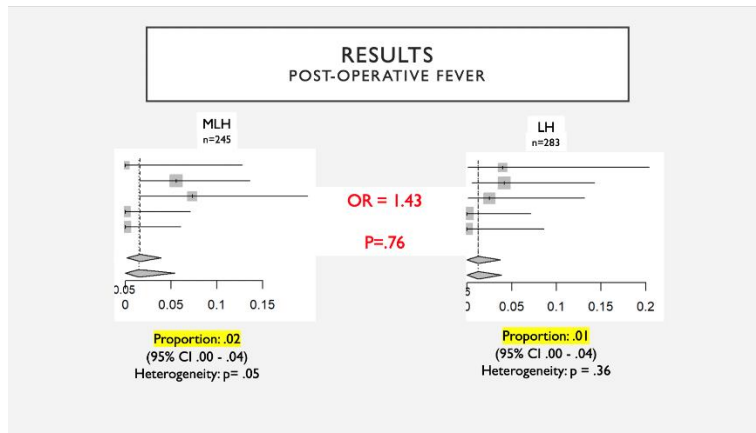 RESULTS
POST-OPERATIVE FEVER
MLH
n=245
LH
n=283
OR = 1.43
P=.76
0.05
0 0.05 0.1 0.15
5
0 0.05 0.1 0.15 0.2
Proportion: .02
(95% CI .00 - .04)
Heterogeneity: p= .05
Proportion: .01
(95% CI .00 - .04)
Heterogeneity: p = .36